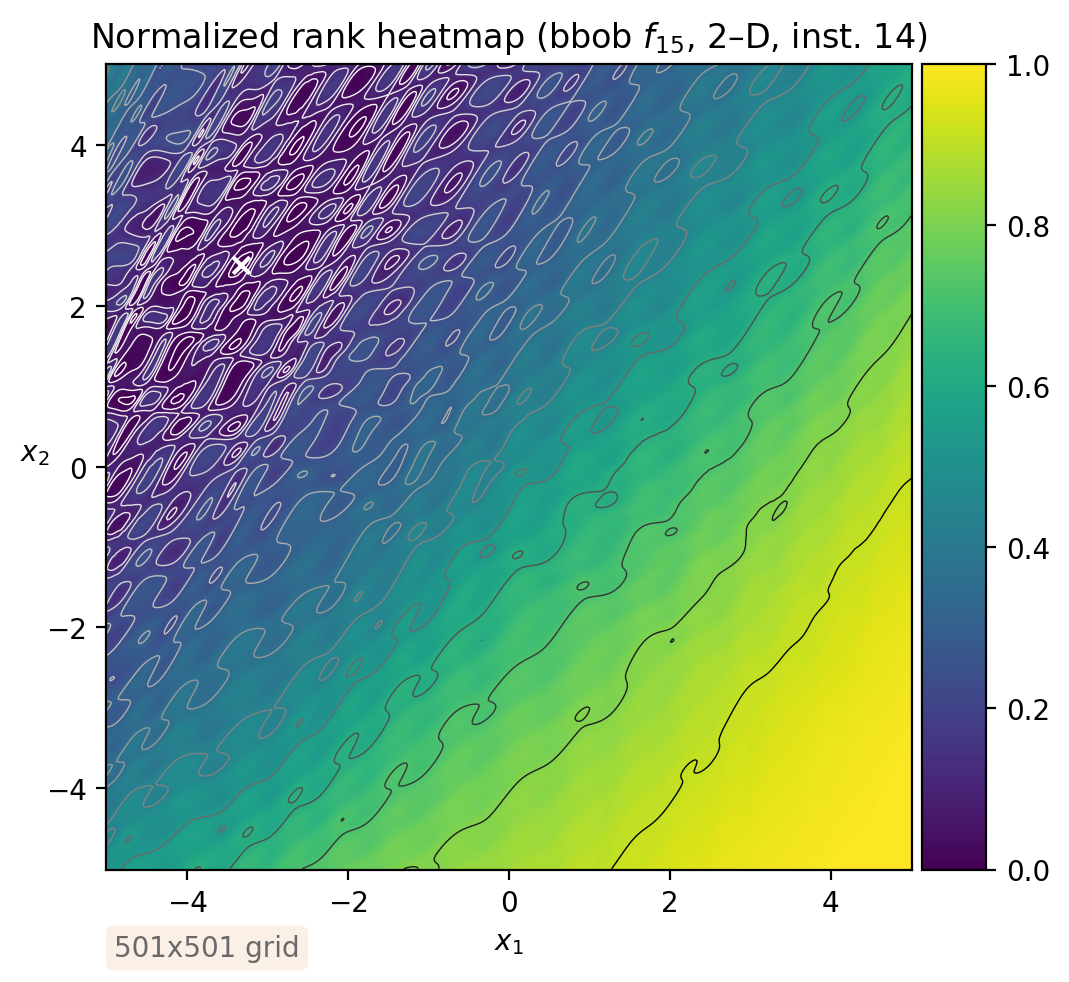 Normalized rank heatmap (bbob f₁₅, 2–D, inst. 14)
1.0
4
0.8
2
0.6
x₂
0
0.4
−2
0.2
−4
0.0
−4 −2 0 2 4
x₁
501x501 grid